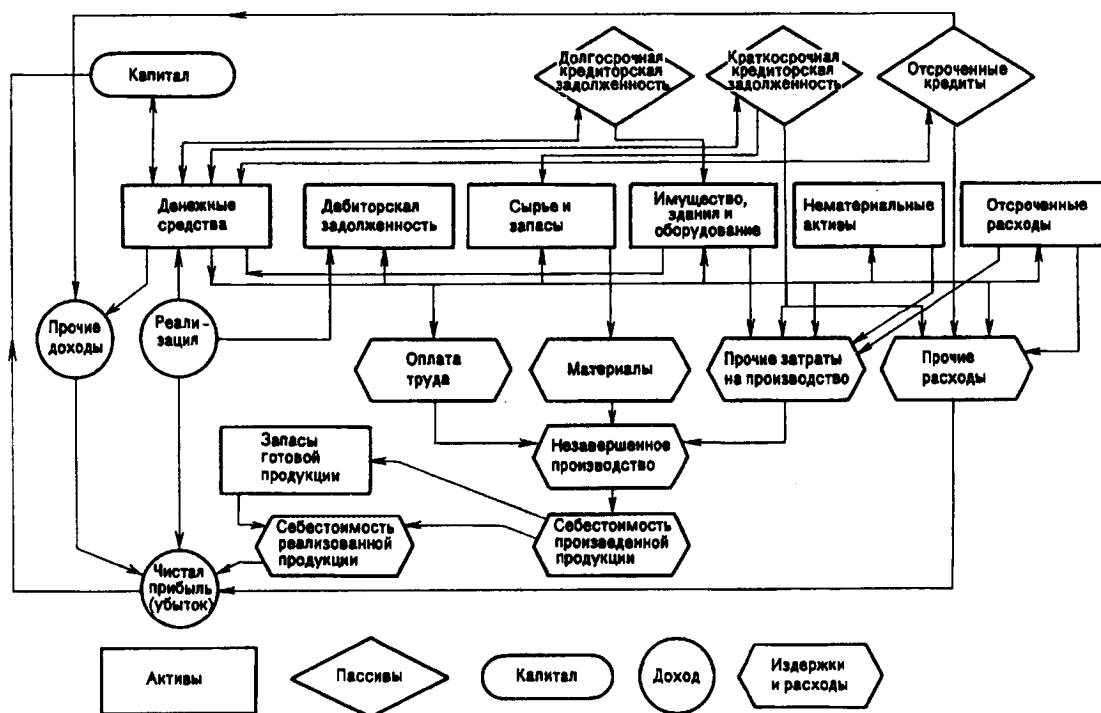 Капитал
Долгосрочная
кредиторская
задолженность
Краткосрочная
кредиторская
задолженность
Отсроченные
кредиты
Денежные
средства
Дебиторская
задолженность
Сырье и
запасы
Имущество,
здания и
оборудование
Нематериальные
активы
Отсроченные
расходы
Прочие
доходы
Реали-
зация
Оплата
труда
Материалы
Прочие затраты
на производство
Прочие
расходы
Запасы
готовой
продукции
Незавершенное
производство
Себестоимость
реализованной
продукции
Себестоимость
произведенной
продукции
Чистая
прибыль
(убыток)
Активы
Пассивы
Капитал
Доход
Издержки
и расходы